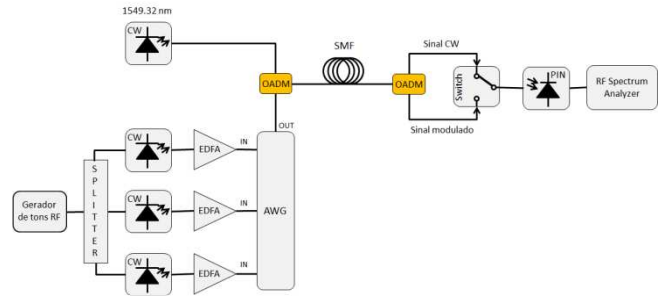 1549.32 nm
CW
SMF
Sinal CW
OADM
OADM
Switch
PIN
RF Spectrum
Analyzer
Sinal modulado
OUT
CW
EDFA
IN
SPLITTER
Gerador
de tons RF
CW
EDFA
IN
AWG
CW
EDFA
IN